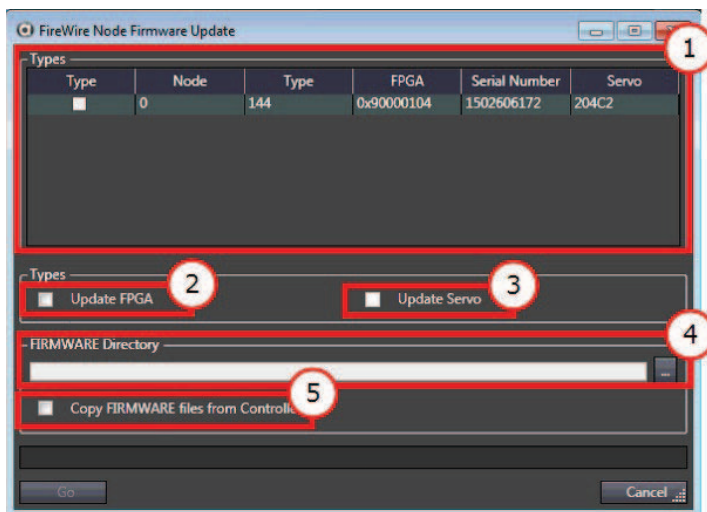 FireWire Node Firmware Update
1
Types
Type Node Type FPGA Serial Number Servo
0 144 0x90000104 1502606172 204C2
Types
2
3
Update FPGA Update Servo
4
FIRMWARE Directory
...
5
Copy FIRMWARE files from Controlle
Go Cancel